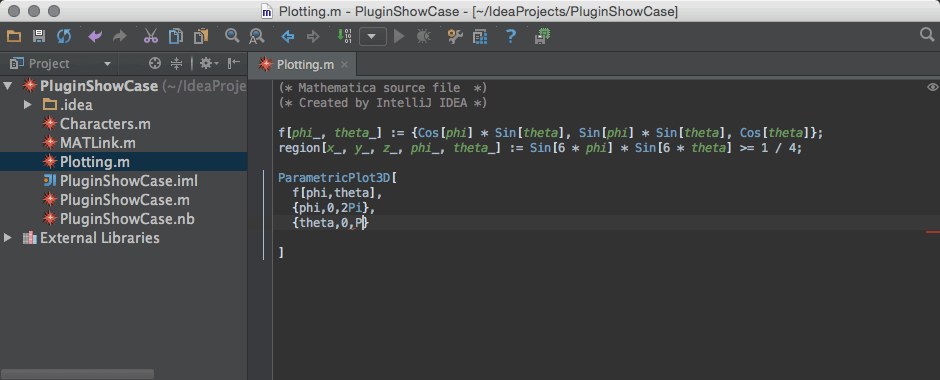 Plotting.m - PluginShowCase - [~/IdeaProjects/PluginShowCase]
Project
Plotting.m
PluginShowCase (~/IdeaProje
.idea
Characters.m
MATLink.m
Plotting.m
PluginShowCase.iml
PluginShowCase.m
PluginShowCase.nb
External Libraries
(* Mathematica source file  *)
(* Created by IntelliJ IDEA *)
f[phi_, theta_] := {Cos[phi] * Sin[theta], Sin[phi] * Sin[theta], Cos[theta]};
region[x_, y_, z_, phi_, theta_] := Sin[6 * phi] * Sin[6 * theta] >= 1 / 4;
ParametricPlot3D[
f[phi,theta],
{phi,0,2Pi},
{theta,0,P}
]